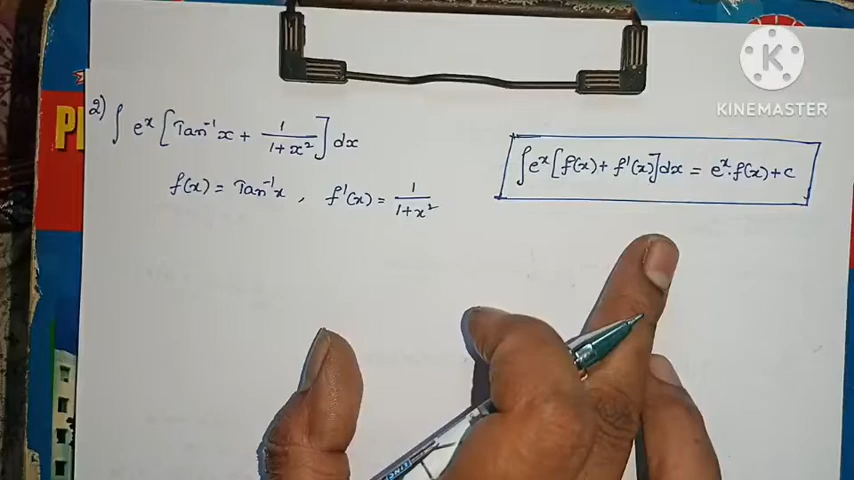 2) ∫ eˣ [Tan⁻¹x + 1/(1+x²)] dx
∫eˣ [f(x) + f'(x)]dx = eˣ·f(x)+c
f(x) = Tan⁻¹x , f'(x) = 1/(1+x²)
K
KINEMASTER
P